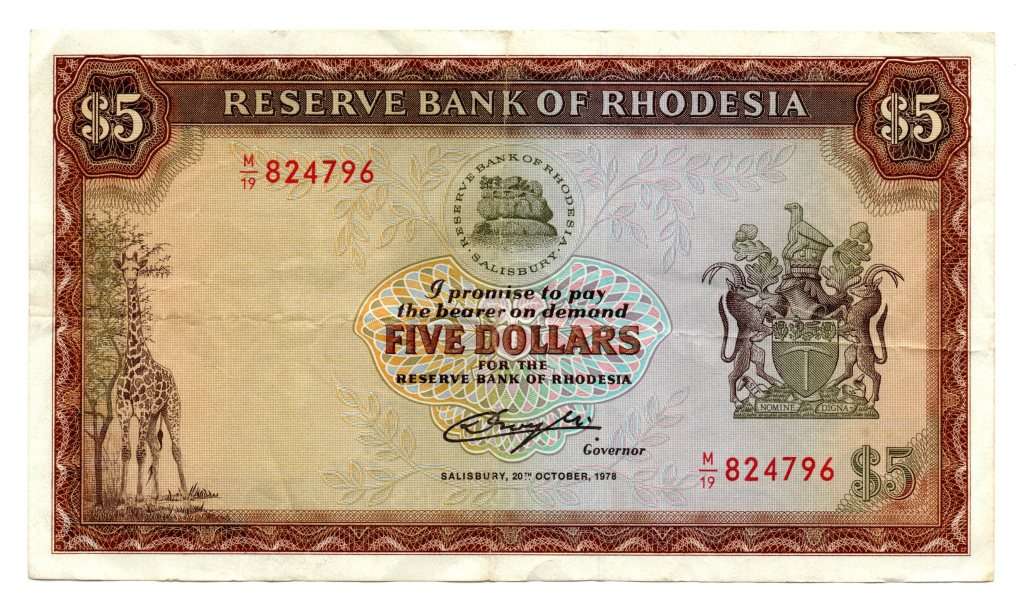 $5 RESERVE BANK OF RHODESIA $5
M/19 824796
RESERVE BANK OF RHODESIA
· SALISBURY ·
I promise to pay
the bearer on demand
FIVE DOLLARS
FOR THE
RESERVE BANK OF RHODESIA
Governor
SALISBURY, 20TH OCTOBER, 1978
NOMINE DIGNA
M/19 824796 $5